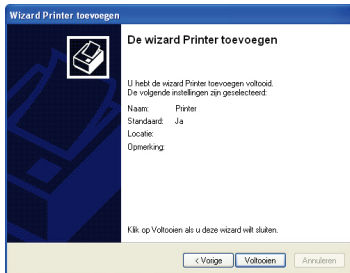 Wizard Printer toevoegen
De wizard Printer toevoegen
U hebt de wizard Printer toevoegen voltooid.
De volgende instellingen zijn geselecteerd:
Naam: Printer
Standaard: Ja
Locatie:
Opmerking:
Klik op Voltooien als u deze wizard wilt sluiten.
< Vorige Voltooien Annuleren